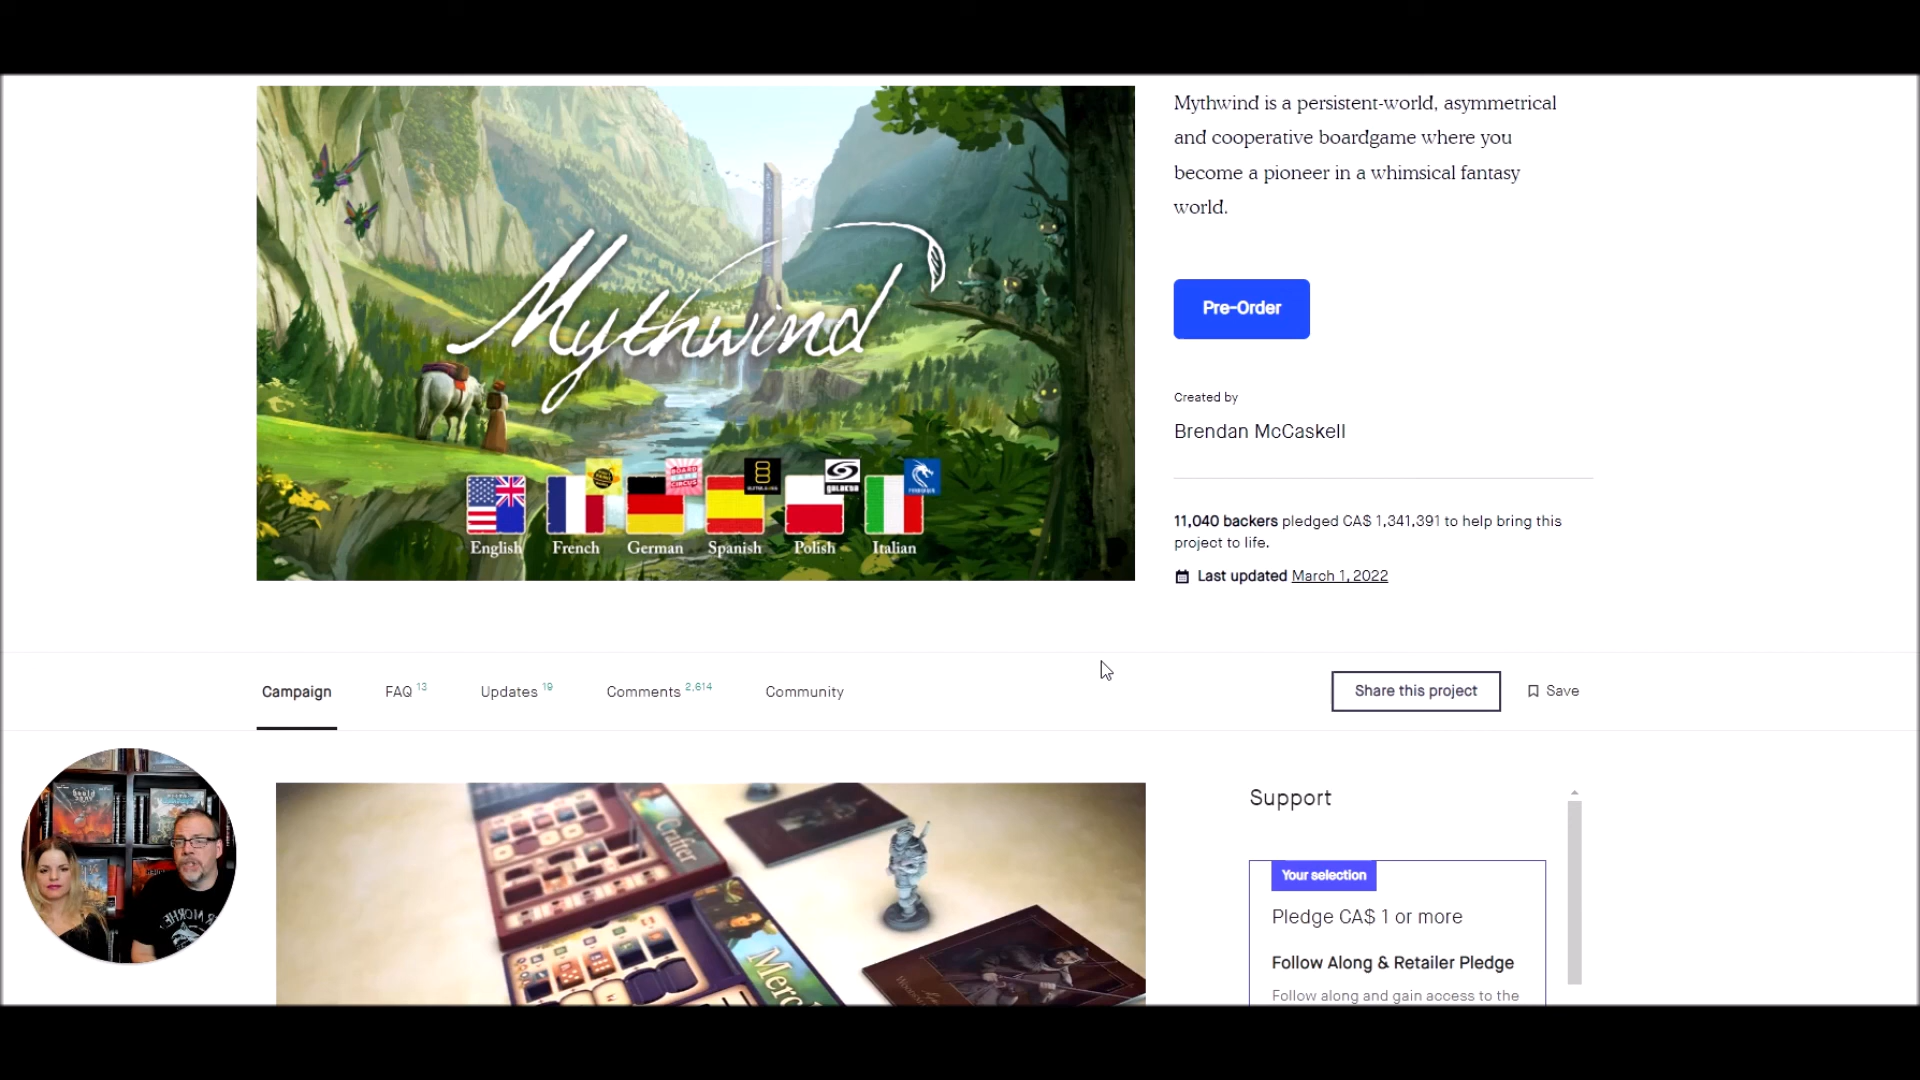 Mythwind is a persistent-world, asymmetrical
and cooperative boardgame where you
become a pioneer in a whimsical fantasy
world.
Mythwind
Pre-Order
Created by
Brendan McCaskell
English French German Spanish Polish Italian
11,040 backers pledged CA$ 1,341,391 to help bring this
project to life.
Last updated March 1, 2022
Campaign FAQ 13 Updates 19 Comments 2,614 Community
Share this project Save
Support
Your selection
Pledge CA$ 1 or more
Follow Along & Retailer Pledge
Follow along and gain access to the
Crafter